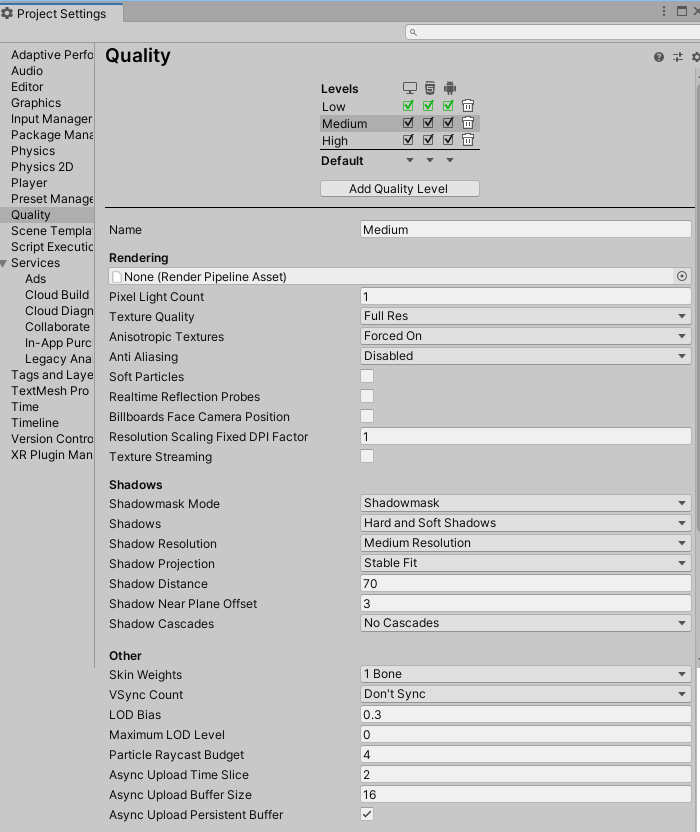 Project Settings
Adaptive Perfo
Audio
Editor
Graphics
Input Manager
Package Mana
Physics
Physics 2D
Player
Preset Manage
Quality
Scene Templa
Script Executio
Services
Ads
Cloud Build
Cloud Diagn
Collaborate
In-App Purc
Legacy Ana
Tags and Laye
TextMesh Pro
Time
Timeline
Version Contro
XR Plugin Man
Quality
Levels
Low
Medium
High
Default
Add Quality Level
Name Medium
Rendering
None (Render Pipeline Asset)
Pixel Light Count 1
Texture Quality Full Res
Anisotropic Textures Forced On
Anti Aliasing Disabled
Soft Particles
Realtime Reflection Probes
Billboards Face Camera Position
Resolution Scaling Fixed DPI Factor 1
Texture Streaming
Shadows
Shadowmask Mode Shadowmask
Shadows Hard and Soft Shadows
Shadow Resolution Medium Resolution
Shadow Projection Stable Fit
Shadow Distance 70
Shadow Near Plane Offset 3
Shadow Cascades No Cascades
Other
Skin Weights 1 Bone
VSync Count Don't Sync
LOD Bias 0.3
Maximum LOD Level 0
Particle Raycast Budget 4
Async Upload Time Slice 2
Async Upload Buffer Size 16
Async Upload Persistent Buffer